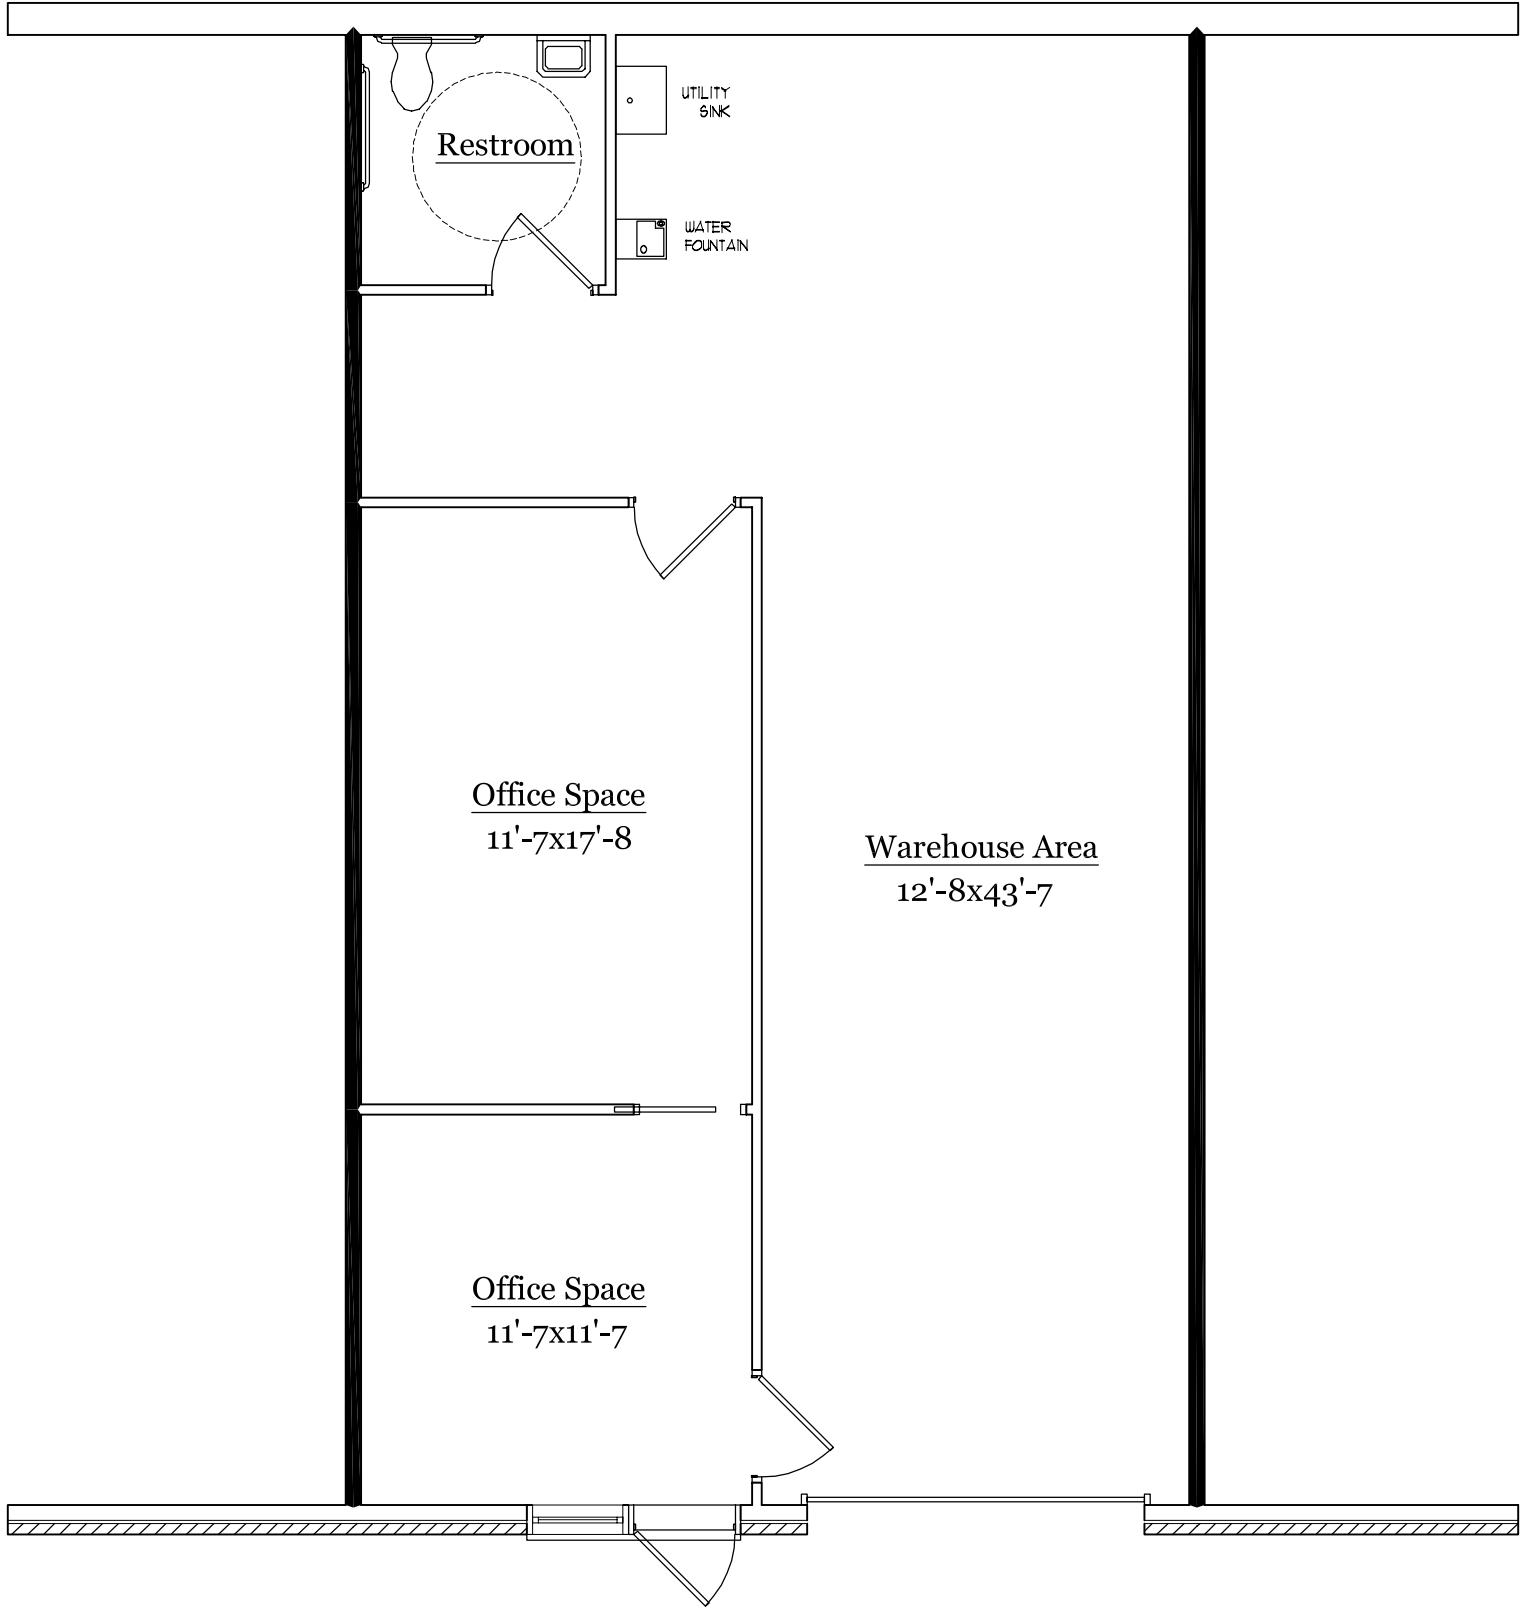 UTILITY
SINK
Restroom
WATER
FOUNTAIN
Office Space
11'-7x17'-8
Warehouse Area
12'-8x43'-7
Office Space
11'-7x11'-7